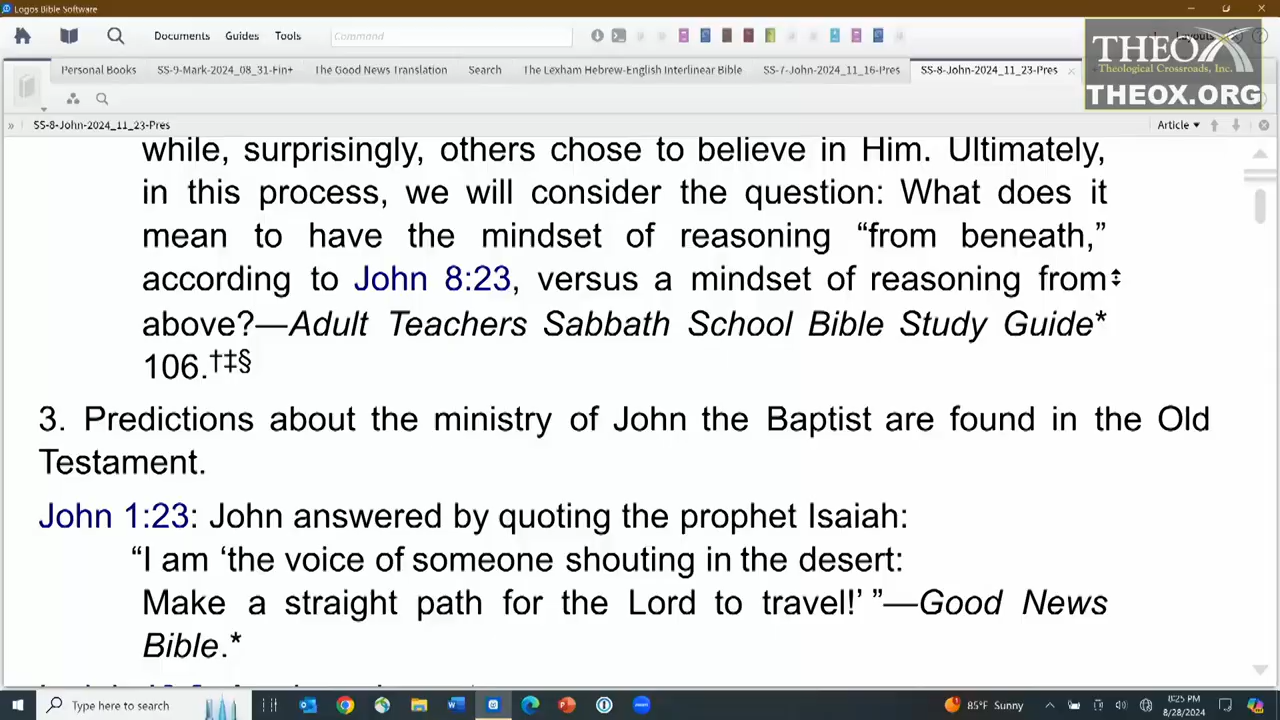 Logos Bible Software
Documents Guides Tools Command Layouts
Personal Books SS-9-Mark-2024_08_31-Fin+ The Good News The Lexham Hebrew-English Interlinear Bible SS-7-John-2024_11_16-Pres SS-8-John-2024_11_23-Pres
THEOX
Theological Crossroads, Inc.
THEOX.ORG
» SS-8-John-2024_11_23-Pres Article
while, surprisingly, others chose to believe in Him. Ultimately,
in this process, we will consider the question: What does it
mean to have the mindset of reasoning “from beneath,”
according to John 8:23, versus a mindset of reasoning from
above?—Adult Teachers Sabbath School Bible Study Guide*
106.†‡§
3. Predictions about the ministry of John the Baptist are found in the Old
Testament.
John 1:23: John answered by quoting the prophet Isaiah:
“I am ‘the voice of someone shouting in the desert:
Make a straight path for the Lord to travel!’ ”—Good News
Bible.*
Type here to search 85°F Sunny 8:25 PM
8/28/2024